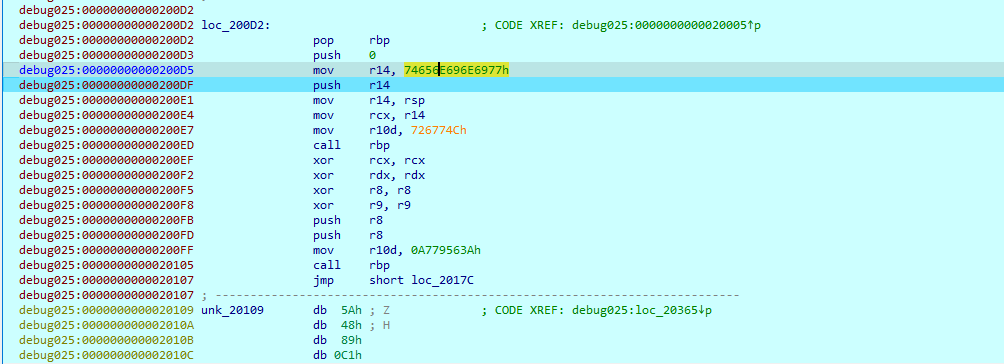 debug025:00000000000200D2
debug025:00000000000200D2 loc_200D2: ; CODE XREF: debug025:0000000000020005↑p
debug025:00000000000200D2 pop rbp
debug025:00000000000200D3 push 0
debug025:00000000000200D5 mov r14, 74656E696E6977h
debug025:00000000000200DF push r14
debug025:00000000000200E1 mov r14, rsp
debug025:00000000000200E4 mov rcx, r14
debug025:00000000000200E7 mov r10d, 726774Ch
debug025:00000000000200ED call rbp
debug025:00000000000200EF xor rcx, rcx
debug025:00000000000200F2 xor rdx, rdx
debug025:00000000000200F5 xor r8, r8
debug025:00000000000200F8 xor r9, r9
debug025:00000000000200FB push r8
debug025:00000000000200FD push r8
debug025:00000000000200FF mov r10d, 0A779563Ah
debug025:0000000000020105 call rbp
debug025:0000000000020107 jmp short loc_2017C
debug025:0000000000020107 ; ---------------------------------------------------------------------------
debug025:0000000000020109 unk_20109 db 5Ah ; Z ; CODE XREF: debug025:loc_20365↓p
debug025:000000000002010A db 48h ; H
debug025:000000000002010B db 89h
debug025:000000000002010C db 0C1h